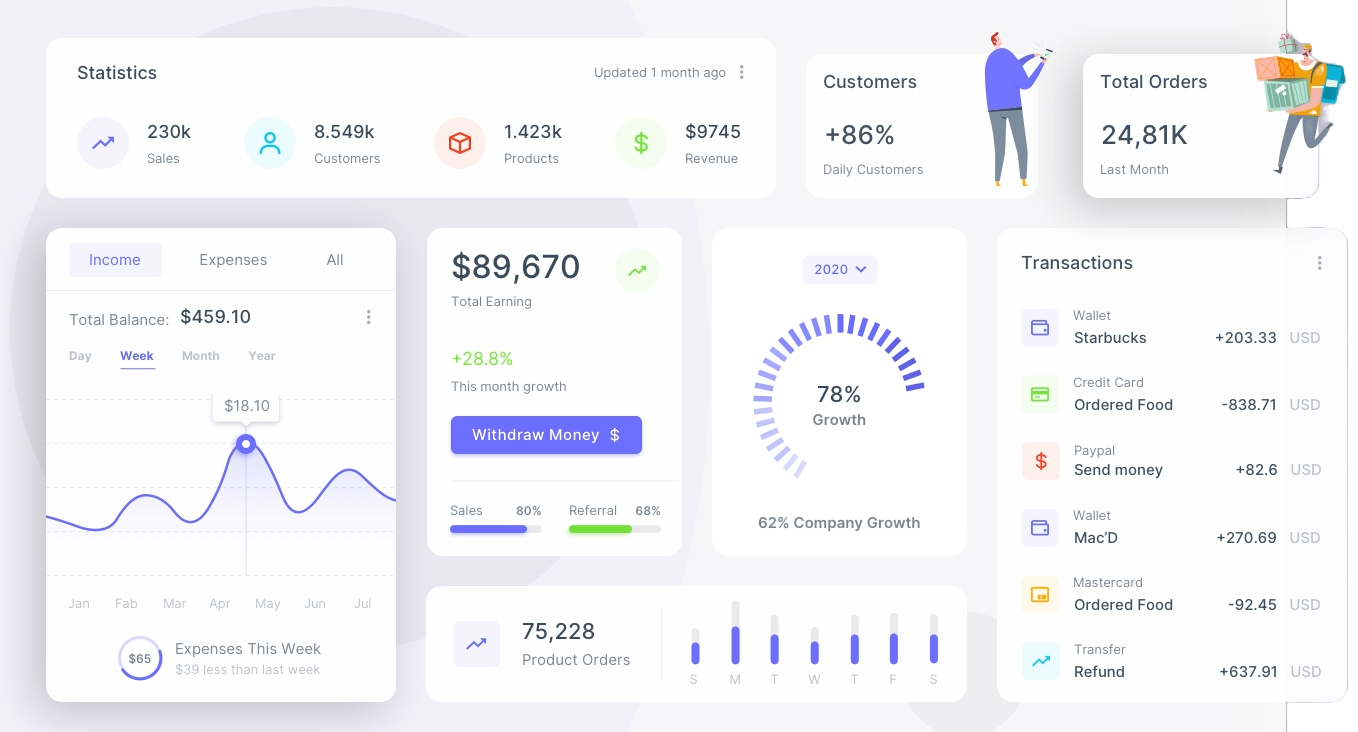 Statistics
Updated 1 month ago
230k
Sales
8.549k
Customers
1.423k
Products
$9745
Revenue
Customers
+86%
Daily Customers
Total Orders
24,81K
Last Month
Income Expenses All
Total Balance: $459.10
Day Week Month Year
$18.10
Jan Fab Mar Apr May Jun Jul
$65
Expenses This Week
$39 less than last week
$89,670
Total Earning
+28.8%
This month growth
Withdraw Money $
Sales 80% Referral 68%
2020
78%
Growth
62% Company Growth
75,228
Product Orders
S M T W T F S
Transactions
Wallet
Starbucks +203.33 USD
Credit Card
Ordered Food -838.71 USD
Paypal
Send money +82.6 USD
Wallet
Mac'D +270.69 USD
Mastercard
Ordered Food -92.45 USD
Transfer
Refund +637.91 USD